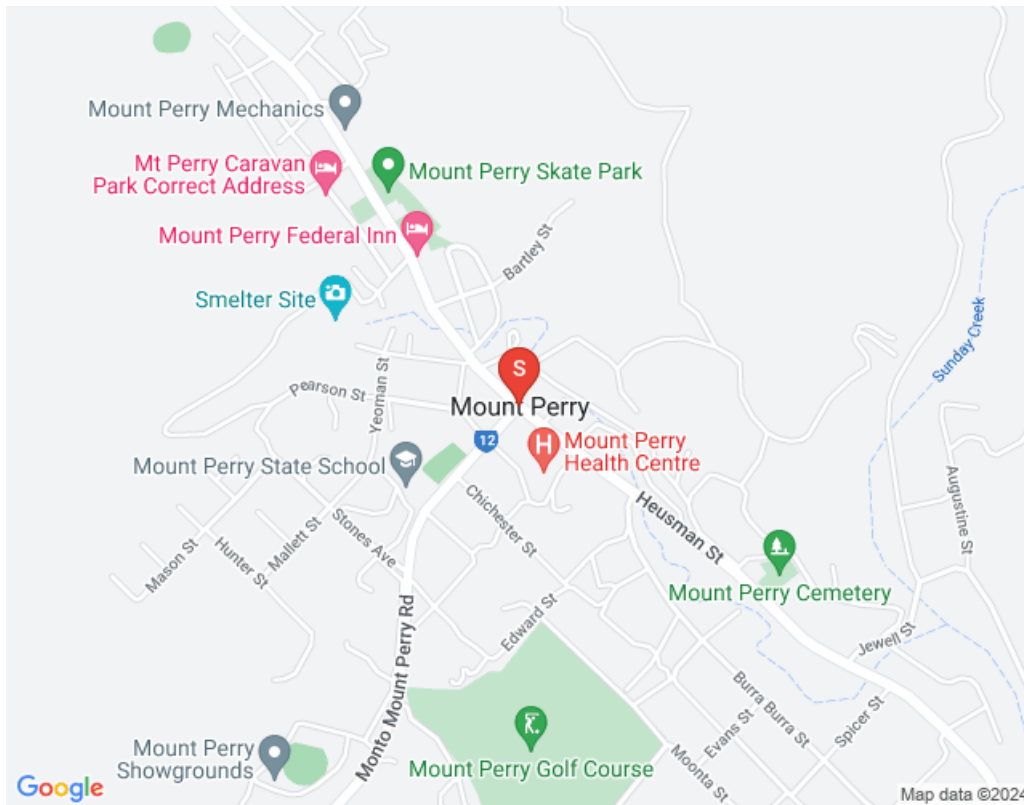 Mount Perry Mechanics
Mt Perry Caravan
Park Correct Address
Mount Perry Skate Park
Mount Perry Federal Inn
Bartley St
Smelter Site
Sunday Creek
S
Pearson St
Yeoman St
Mount Perry
12
H
Mount Perry
Health Centre
Mount Perry State School
Chichester St
Heusman St
Augustine St
Stones Ave
Mallett St
Hunter St
Mason St
Mount Perry Cemetery
Edward St
Jewell St
Monto Mount Perry Rd
Burra Burra St
Spicer St
Evans St
Moonta St
Mount Perry
Showgrounds
Mount Perry Golf Course
Google
Map data ©2024